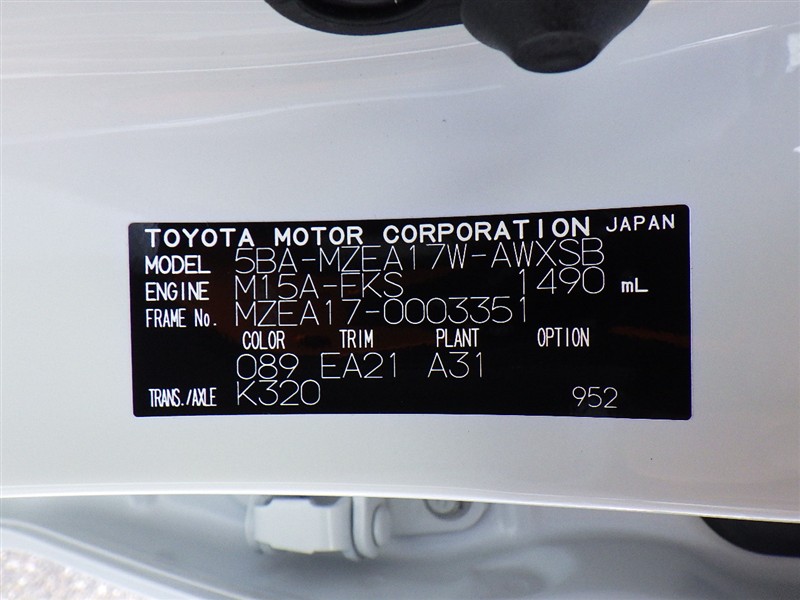 TOYOTA MOTOR CORPORATION JAPAN
MODEL 5BA-MZEA17W-AWXSB
ENGINE M15A-FKS 1490 mL
FRAME No. MZEA17-0003351
COLOR TRIM PLANT OPTION
089 EA21 A31
TRANS./AXLE K320 952